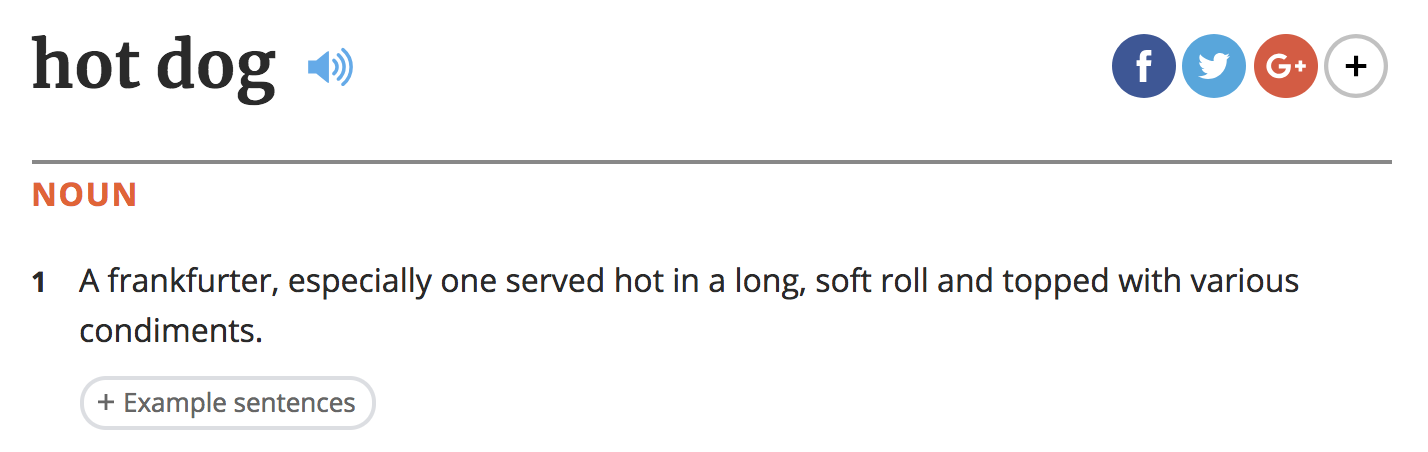 hot dog
f G+ +
NOUN
1 A frankfurter, especially one served hot in a long, soft roll and topped with various
condiments.
+ Example sentences